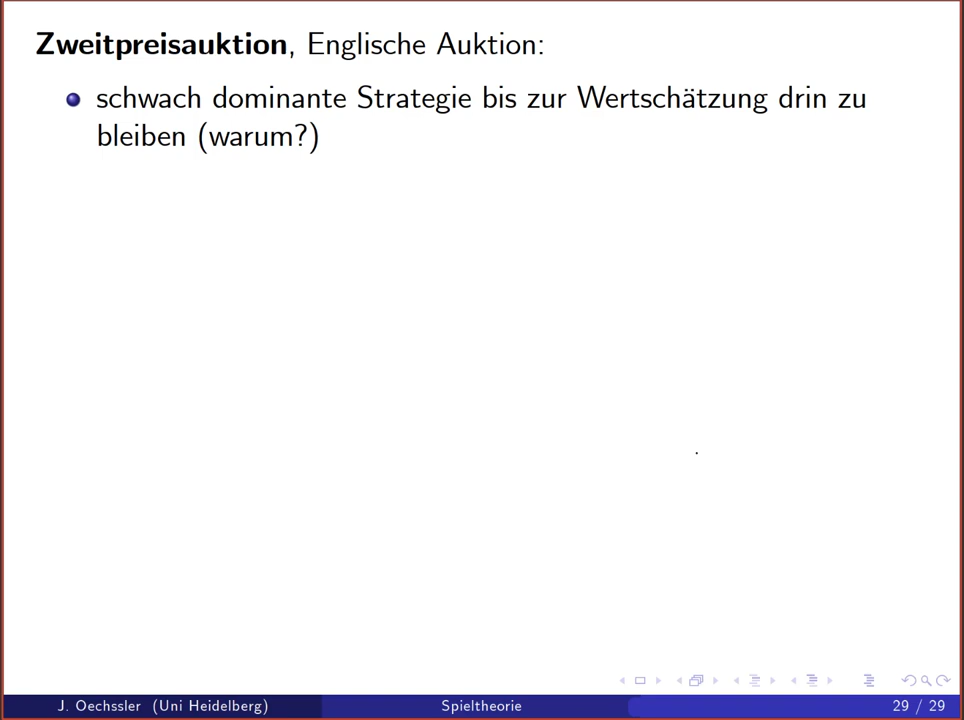 Zweitpreisauktion, Englische Auktion:
schwach dominante Strategie bis zur Wertschätzung drin zu
bleiben (warum?)
J. Oechssler (Uni Heidelberg) Spieltheorie 29 / 29